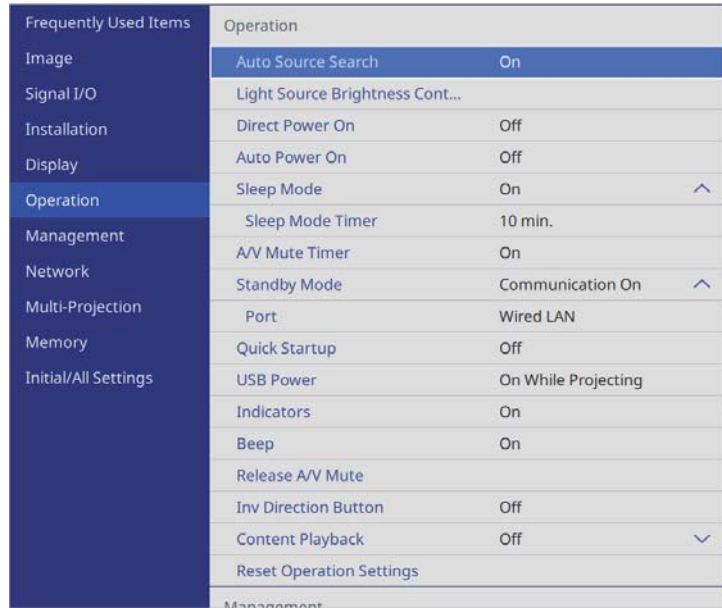 Frequently Used Items
Image
Signal I/O
Installation
Display
Operation
Management
Network
Multi-Projection
Memory
Initial/All Settings
Operation
Auto Source Search On
Light Source Brightness Cont...
Direct Power On Off
Auto Power On Off
Sleep Mode On
Sleep Mode Timer 10 min.
A/V Mute Timer On
Standby Mode Communication On
Port Wired LAN
Quick Startup Off
USB Power On While Projecting
Indicators On
Beep On
Release A/V Mute
Inv Direction Button Off
Content Playback Off
Reset Operation Settings
Management